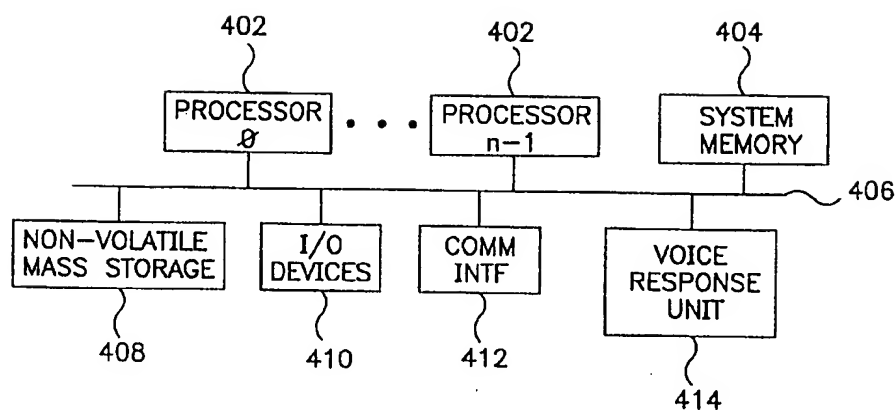 402
402
404
PROCESSOR
0
. . .
PROCESSOR
n-1
SYSTEM
MEMORY
406
NON-VOLATILE
MASS STORAGE
I/O
DEVICES
COMM
INTF
VOICE
RESPONSE
UNIT
408
410
412
414